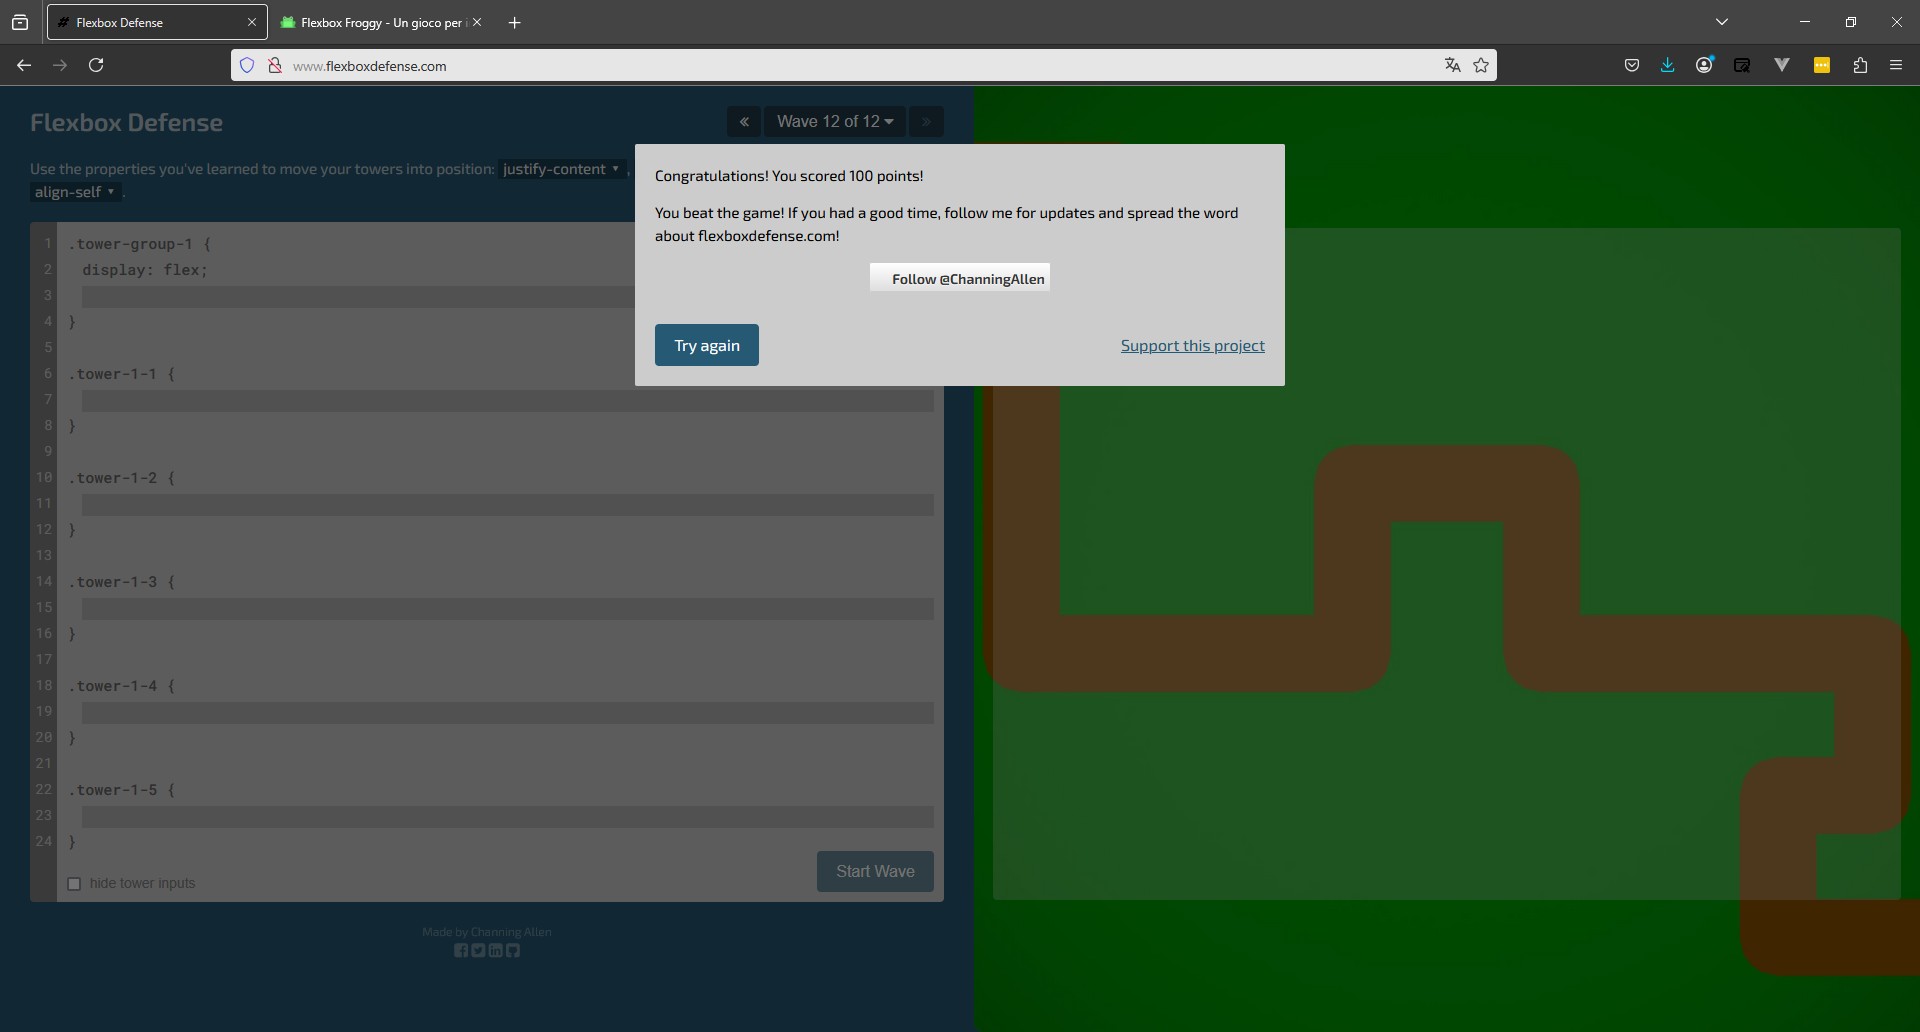 Flexbox Defense
Flexbox Froggy - Un gioco per i
www.flexboxdefense.com
Flexbox Defense
«
Wave 12 of 12
»
Use the properties you've learned to move your towers into position: justify-content ,
align-self .
Congratulations! You scored 100 points!
You beat the game! If you had a good time, follow me for updates and spread the word
about flexboxdefense.com!
Follow @ChanningAllen
Try again
Support this project
1 .tower-group-1 {
2 display: flex;
3
4 }
5
6 .tower-1-1 {
7
8 }
9
10 .tower-1-2 {
11
12 }
13
14 .tower-1-3 {
15
16 }
17
18 .tower-1-4 {
19
20 }
21
22 .tower-1-5 {
23
24 }
hide tower inputs
Start Wave
Made by Channing Allen